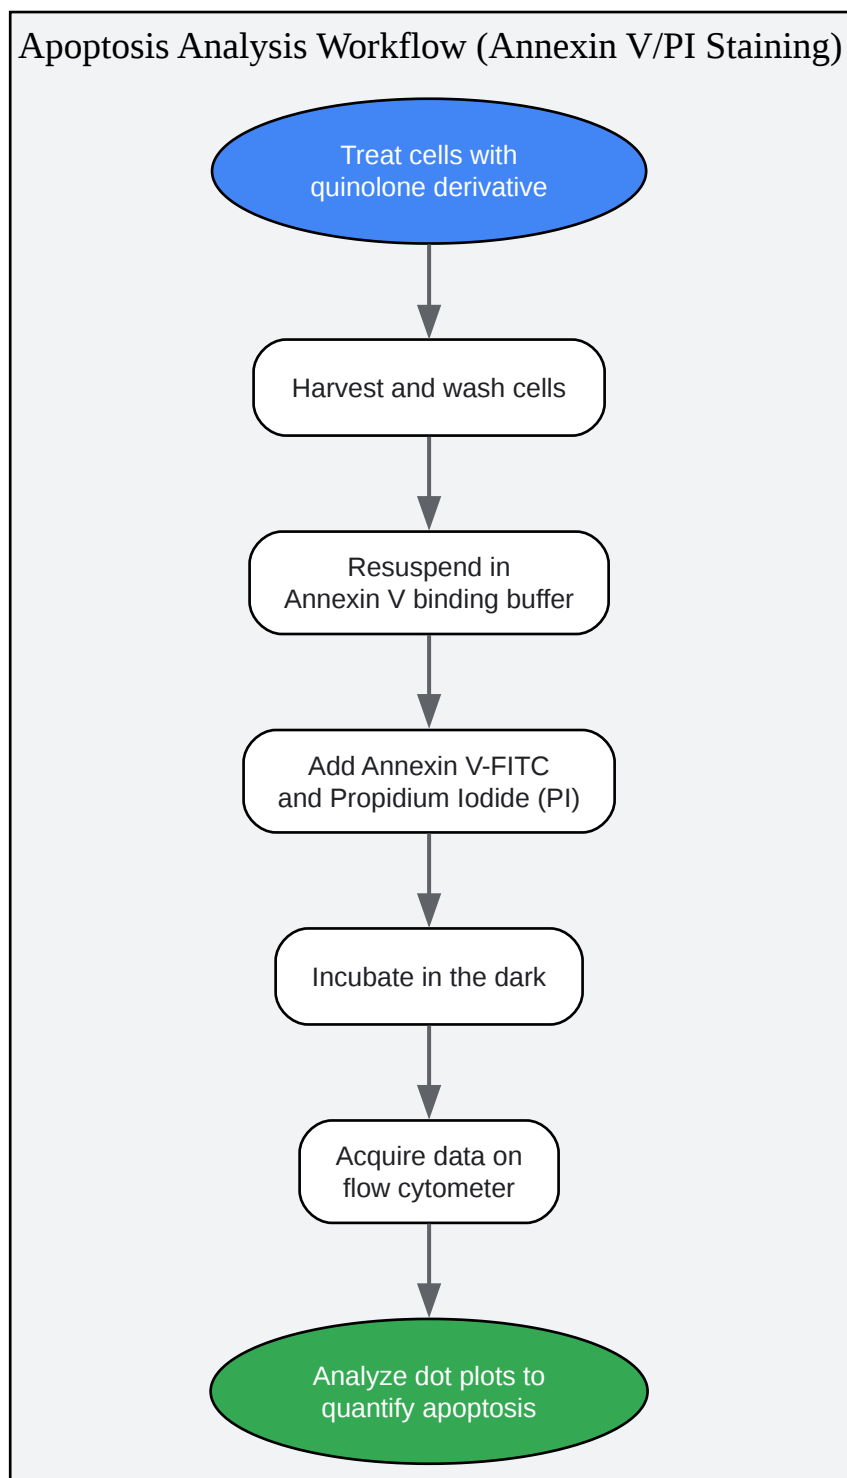 Apoptosis Analysis Workflow (Annexin V/PI Staining)
Treat cells with
quinolone derivative
Harvest and wash cells
Resuspend in
Annexin V binding buffer
Add Annexin V-FITC
and Propidium Iodide (PI)
Incubate in the dark
Acquire data on
flow cytometer
Analyze dot plots to
quantify apoptosis